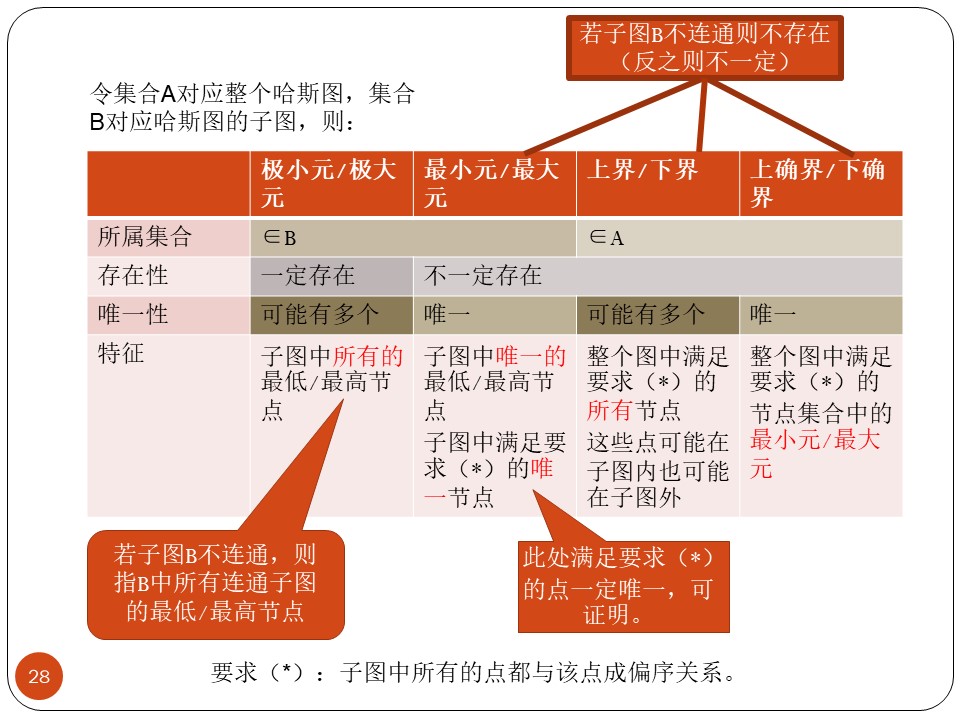 若子图B不连通则不存在
（反之则不一定）
令集合A对应整个哈斯图，集合
B对应哈斯图的子图，则：
极小元/极大
元
最小元/最大
元
上界/下界
上确界/下确
界
所属集合
∈B
∈A
存在性
一定存在
不一定存在
唯一性
可能有多个
唯一
可能有多个
唯一
特征
子图中所有的
最低/最高节
点
子图中唯一的
最低/最高节
点
子图中满足要
求（*）的唯
一节点
整个图中满足
要求（*）的
所有节点
这些点可能在
子图内也可能
在子图外
整个图中满足
要求（*）的
节点集合中的
最小元/最大
元
若子图B不连通，则
指B中所有连通子图
的最低/最高节点
此处满足要求（*）
的点一定唯一，可
证明。
28
要求（*）：子图中所有的点都与该点成偏序关系。